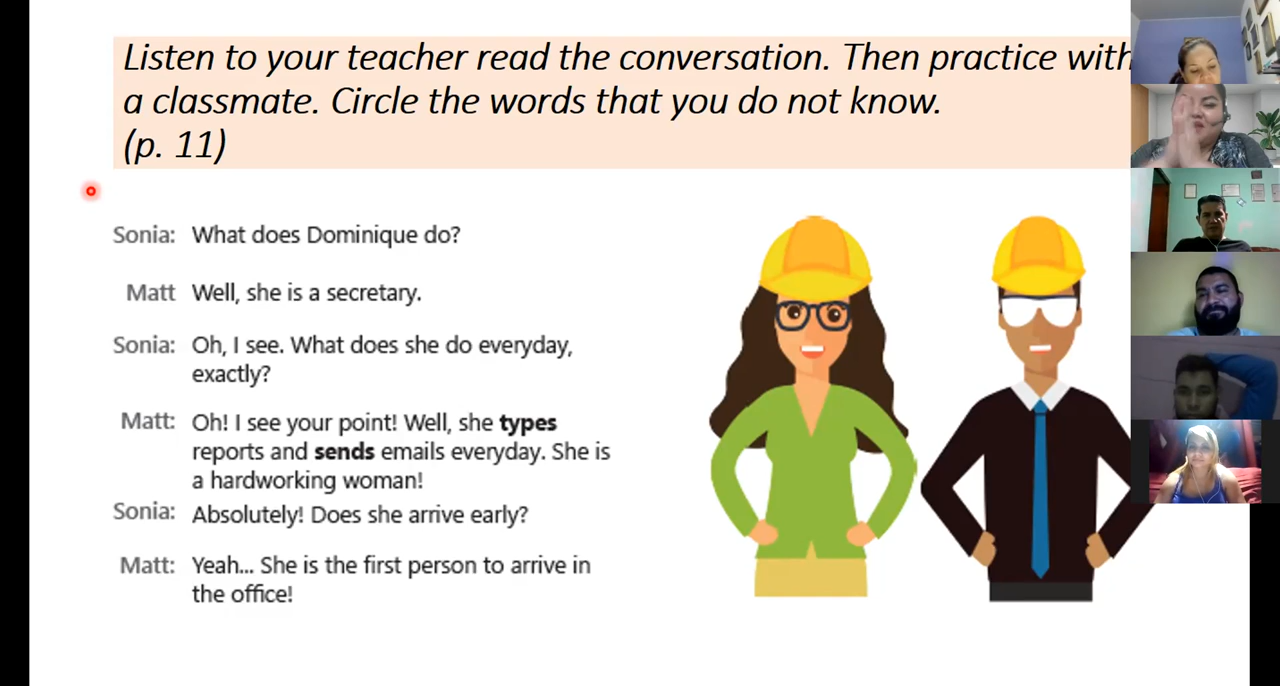 Listen to your teacher read the conversation. Then practice with
a classmate. Circle the words that you do not know.
(p. 11)
Sonia: What does Dominique do?
Matt Well, she is a secretary.
Sonia: Oh, I see. What does she do everyday,
exactly?
Matt: Oh! I see your point! Well, she types
reports and sends emails everyday. She is
a hardworking woman!
Sonia: Absolutely! Does she arrive early?
Matt: Yeah... She is the first person to arrive in
the office!